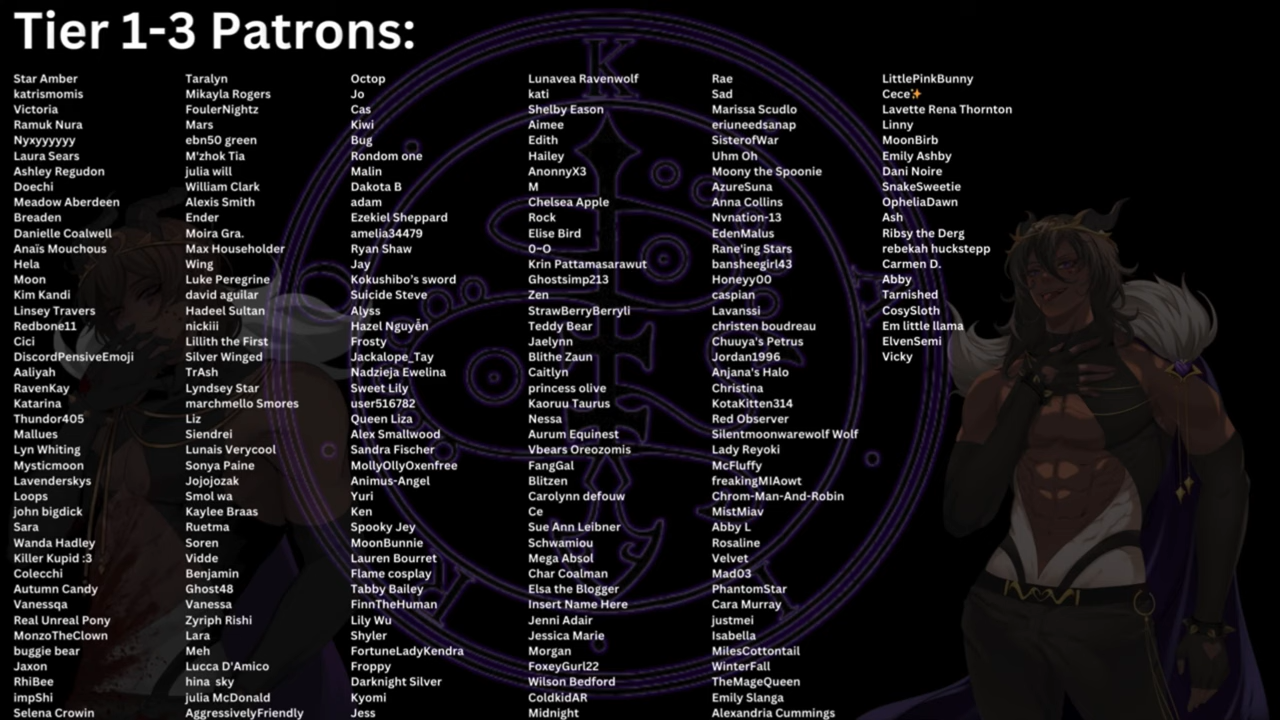 Tier 1-3 Patrons:
Star Amber
katrismomis
Victoria
Ramuk Nura
Nyxyyyyyy
Laura Sears
Ashley Regudon
Doechi
Meadow Aberdeen
Breaden
Danielle Coalwell
Anaïs Mouchous
Hela
Moon
Kim Kandi
Linsey Travers
Redbone11
Cici
DiscordPensiveEmoji
Aaliyah
RavenKay
Katarina
Thundor405
Mallues
Lyn Whiting
Mysticmoon
Lavenderskys
Loops
john bigdick
Sara
Wanda Hadley
Killer Kupid :3
Colecchi
Autumn Candy
Vanessqa
Real Unreal Pony
MonzoTheClown
buggie bear
Jaxon
RhiBee
impShi
Selena Crowin
Taralyn
Mikayla Rogers
FoulerNightz
Mars
ebn50 green
M'zhok Tia
julia will
William Clark
Alexis Smith
Ender
Moira Gra.
Max Householder
Wing
Luke Peregrine
david aguilar
Hadeel Sultan
nickiii
Lillith the First
Silver Winged
TrAsh
Lyndsey Star
marchmello Smores
Liz
Siendrei
Lunais Verycool
Sonya Paine
Jojojozak
Smol wa
Kaylee Braas
Ruetma
Soren
Vidde
Benjamin
Ghost48
Vanessa
Zyriph Rishi
Lara
Meh
Lucca D'Amico
hina sky
julia McDonald
AggressivelyFriendly
Octop
Jo
Cas
Kiwi
Bug
Rondom one
Malin
Dakota B
adam
Ezekiel Sheppard
amelia34479
Ryan Shaw
Jay
Kokushibo's sword
Suicide Steve
Alyss
Hazel Nguyễn
Frosty
Jackalope_Tay
Nadzieja Ewelina
Sweet Lily
user516782
Queen Liza
Alex Smallwood
Sandra Fischer
MollyOllyOxenfree
Animus-Angel
Yuri
Ken
Spooky Jey
MoonBunnie
Lauren Bourret
Flame cosplay
Tabby Bailey
FinnTheHuman
Lily Wu
Shyler
FortuneLadyKendra
Froppy
Darknight Silver
Kyomi
Jess
Lunavea Ravenwolf
kati
Shelby Eason
Aimee
Edith
Hailey
AnonnyX3
M
Chelsea Apple
Rock
Elise Bird
0~0
Krin Pattamasarawut
Ghostsimp213
Zen
StrawBerryBerryli
Teddy Bear
Jaelynn
Blithe Zaun
Caitlyn
princess olive
Kaoruu Taurus
Nessa
Aurum Equinest
Vbears Oreozomis
FangGal
Blitzen
Carolynn defouw
Ce
Sue Ann Leibner
Schwamiou
Mega Absol
Char Coalman
Elsa the Blogger
Insert Name Here
Jenni Adair
Jessica Marie
Morgan
FoxeyGurl22
Wilson Bedford
ColdkidAR
Midnight
Rae
Sad
Marissa Scudlo
eriuneedsanap
SisterofWar
Uhm Oh
Moony the Spoonie
AzureSuna
Anna Collins
Nvnation-13
EdenMalus
Rane'ing Stars
bansheegirl43
Honeyy00
caspian
Lavanssi
christen boudreau
Chuuya's Petrus
Jordan1996
Anjana's Halo
Christina
KotaKitten314
Red Observer
Silentmoonwarewolf Wolf
Lady Reyoki
McFluffy
freakingMIAowt
Chrom-Man-And-Robin
MistMiav
Abby L
Rosaline
Velvet
Mad03
PhantomStar
Cara Murray
justmei
Isabella
MilesCottontail
WinterFall
TheMageQueen
Emily Slanga
Alexandria Cummings
LittlePinkBunny
Cece✨
Lavette Rena Thornton
Linny
MoonBirb
Emily Ashby
Dani Noire
SnakeSweetie
OpheliaDawn
Ash
Ribsy the Derg
rebekah huckstepp
Carmen D.
Abby
Tarnished
CosySloth
Em little llama
ElvenSemi
Vicky